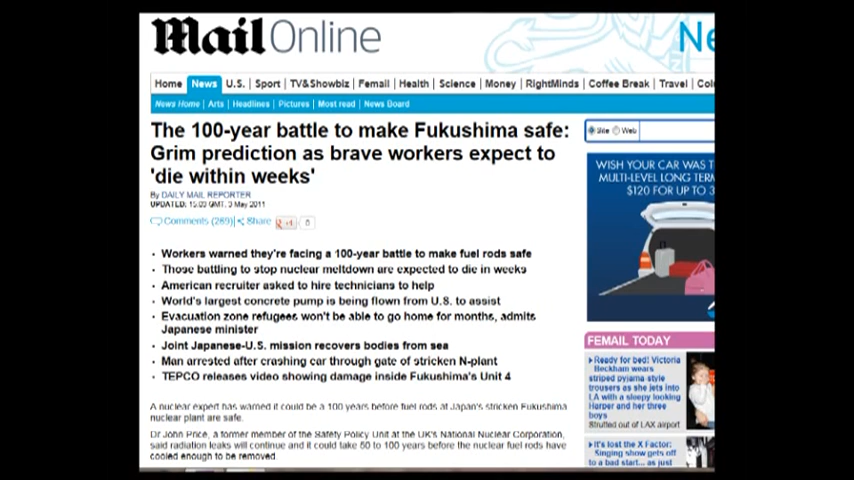 Mail Online
Ne
Home News U.S. Sport TV&Showbiz Femail Health Science Money RightMinds Coffee Break Travel Col
News Home Arts Headlines Pictures Most read News Board
The 100-year battle to make Fukushima safe:
Grim prediction as brave workers expect to
'die within weeks'
By DAILY MAIL REPORTER
UPDATED: GMT, 3 May 2011
Comments (269) Share +1 0
• Workers warned they're facing a 100-year battle to make fuel rods safe
• Those battling to stop nuclear meltdown are expected to die in weeks
• American recruiter asked to hire technicians to help
• World's largest concrete pump is being flown from U.S. to assist
• Evacuation zone refugees won't be able to go home for months, admits
Japanese minister
• Joint Japanese-U.S. mission recovers bodies from sea
• Man arrested after crashing car through gate of stricken N-plant
• TEPCO releases video showing damage inside Fukushima's Unit 4
A nuclear expert has warned it could be a 100 years before fuel rods at Japan's stricken Fukushima
nuclear plant are safe.
Dr John Price, a former member of the Safety Policy Unit at the UK's National Nuclear Corporation,
said radiation leaks will continue and it could take 50 to 100 years before the nuclear fuel rods have
cooled enough to be removed
Site Web
WISH YOUR CAR WAS T
MULTI-LEVEL LONG TERM
$120 FOR UP TO 3
FEMAIL TODAY
Ready for bed! Victoria
Beckham wears
striped pyjama style
trousers as she jets into
LA with a sleepy looking
Harper and her three
boys
Strutted out of LAX airport
It's lost the X Factor:
Singing show gets off
to a bad start... as just